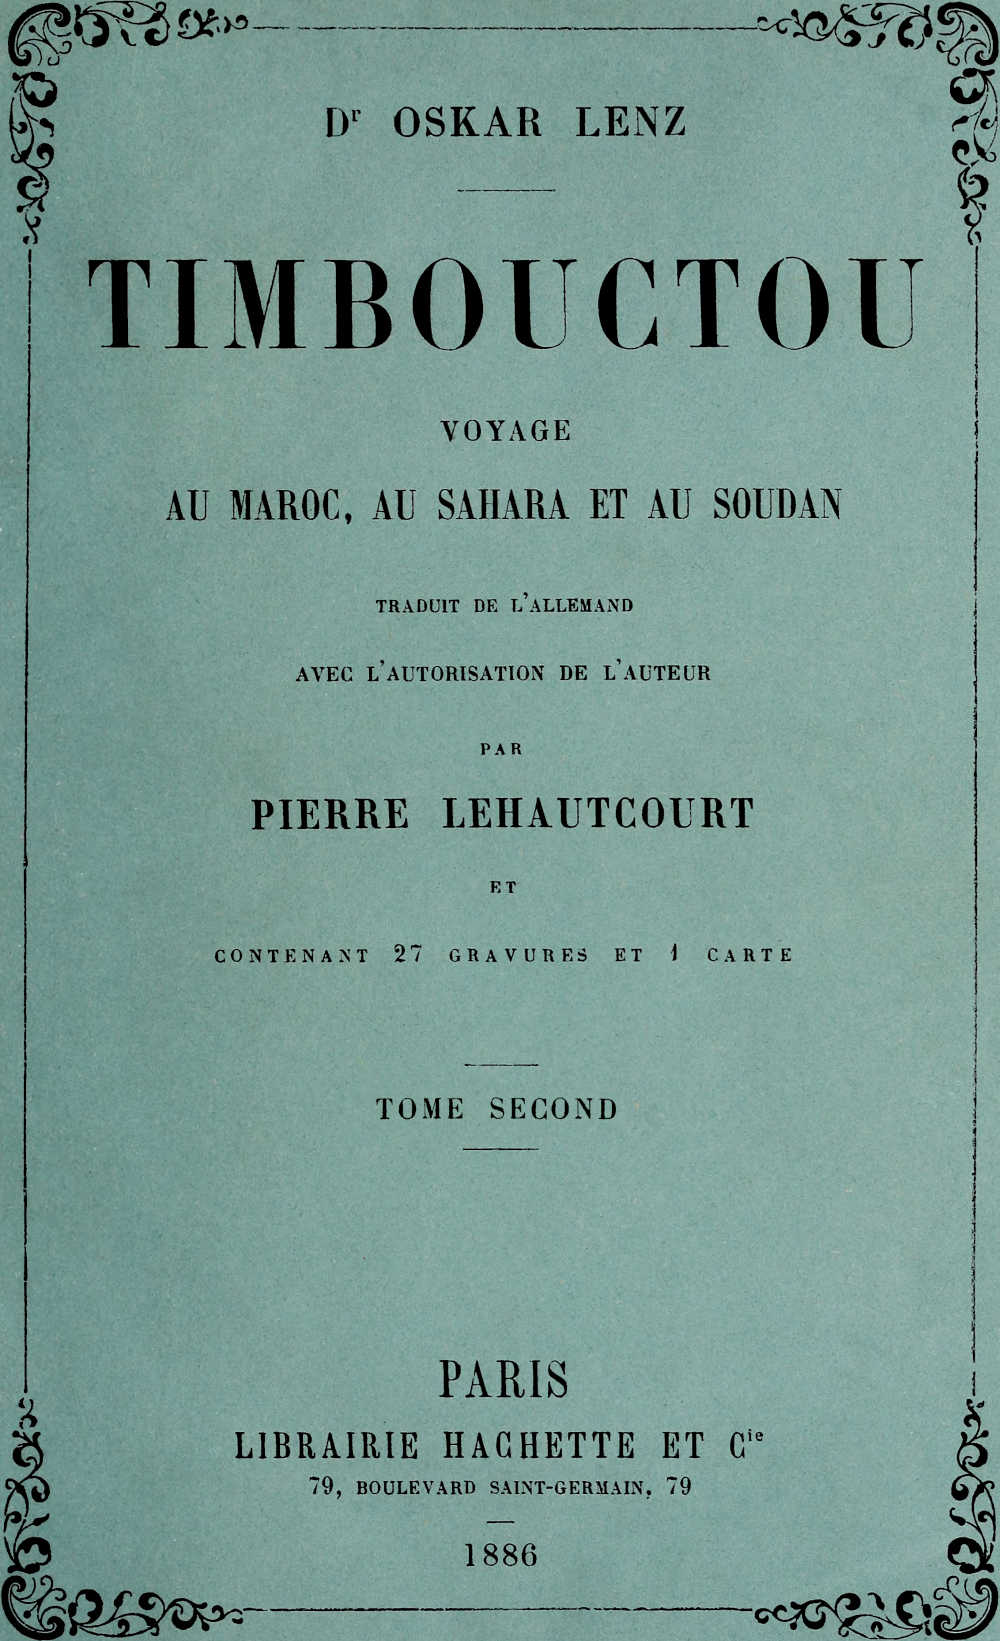 Dr OSKAR LENZ
TIMBOUCTOU
VOYAGE
AU MAROC, AU SAHARA ET AU SOUDAN
TRADUIT DE L'ALLEMAND
AVEC L'AUTORISATION DE L'AUTEUR
PAR
PIERRE LEHAUTCOURT
ET
CONTENANT 27 GRAVURES ET 1 CARTE
TOME SECOND
PARIS
LIBRAIRIE HACHETTE ET Cie
79, BOULEVARD SAINT-GERMAIN, 79
1886